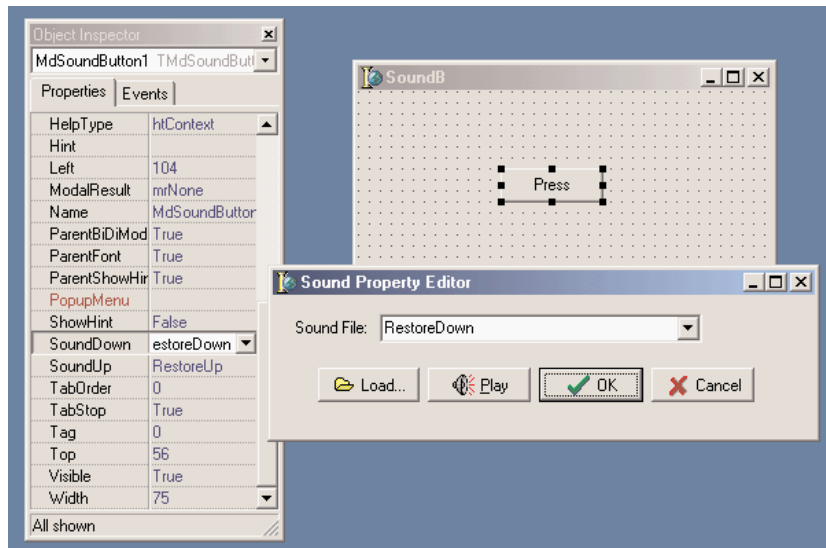 Object Inspector
MdSoundButton1 TMdSoundButt
Properties Events
HelpType htContext
Hint
Left 104
ModalResult mrNone
Name MdSoundButton
ParentBiDiMod True
ParentFont True
ParentShowHin True
PopupMenu
ShowHint False
SoundDown estoreDown
SoundUp RestoreUp
TabOrder 0
TabStop True
Tag 0
Top 56
Visible True
Width 75
All shown
SoundB
Press
Sound Property Editor
Sound File: RestoreDown
Load... Play OK Cancel